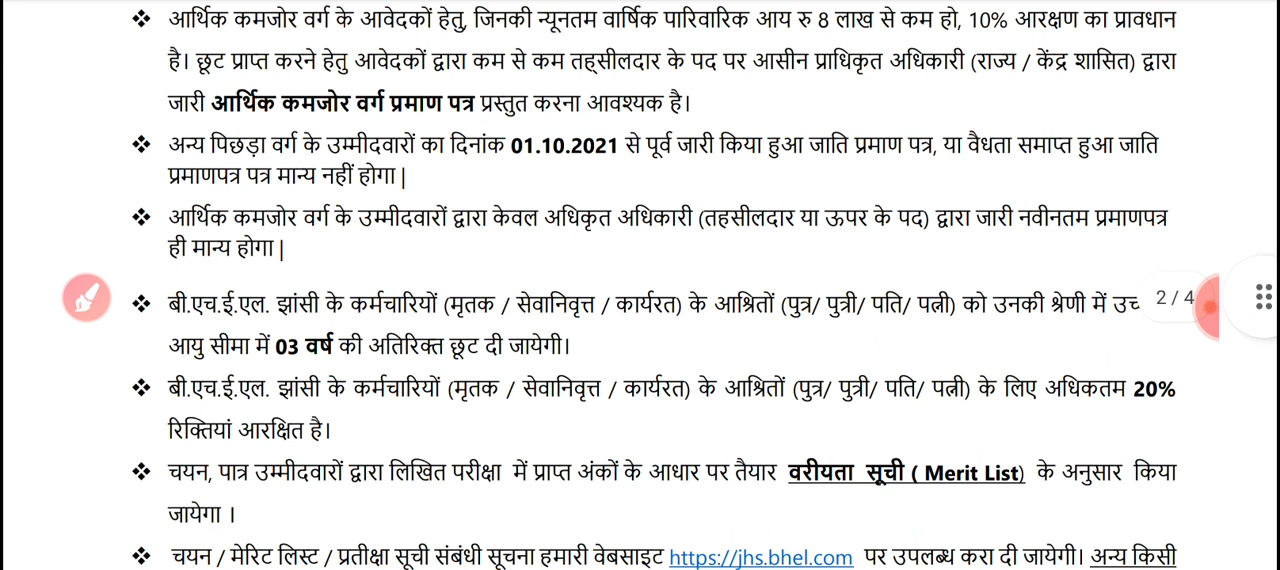 ❖ आर्थिक कमजोर वर्ग के आवेदकों हेतु, जिनकी न्यूनतम वार्षिक पारिवारिक आय रु 8 लाख से कम हो, 10% आरक्षण का प्रावधान
है। छूट प्राप्त करने हेतु आवेदकों द्वारा कम से कम तह्सीलदार के पद पर आसीन प्राधिकृत अधिकारी (राज्य / केंद्र शासित) द्वारा
जारी आर्थिक कमजोर वर्ग प्रमाण पत्र प्रस्तुत करना आवश्यक है।
❖ अन्य पिछड़ा वर्ग के उम्मीदवारों का दिनांक 01.10.2021 से पूर्व जारी किया हुआ जाति प्रमाण पत्र, या वैधता समाप्त हुआ जाति
प्रमाणपत्र पत्र मान्य नहीं होगा |
❖ आर्थिक कमजोर वर्ग के उम्मीदवारों द्वारा केवल अधिकृत अधिकारी (तहसीलदार या ऊपर के पद) द्वारा जारी नवीनतम प्रमाणपत्र
ही मान्य होगा |
❖ बी.एच.ई.एल. झांसी के कर्मचारियों (मृतक / सेवानिवृत्त / कार्यरत) के आश्रितों (पुत्र/ पुत्री/ पति/ पत्नी) को उनकी श्रेणी में
2 / 4
आयु सीमा में 03 वर्ष की अतिरिक्त छूट दी जायेगी।
❖ बी.एच.ई.एल. झांसी के कर्मचारियों (मृतक / सेवानिवृत्त / कार्यरत) के आश्रितों (पुत्र/ पुत्री/ पति/ पत्नी) के लिए अधिकतम 20%
रिक्तियां आरक्षित है।
❖ चयन, पात्र उम्मीदवारों द्वारा लिखित परीक्षा में प्राप्त अंकों के आधार पर तैयार वरीयता सूची ( Merit List) के अनुसार किया
जायेगा ।
❖ चयन / मेरिट लिस्ट / प्रतीक्षा सूची संबंधी सूचना हमारी वेबसाइट https://jhs.bhel.com पर उपलब्ध करा दी जायेगी। अन्य किसी